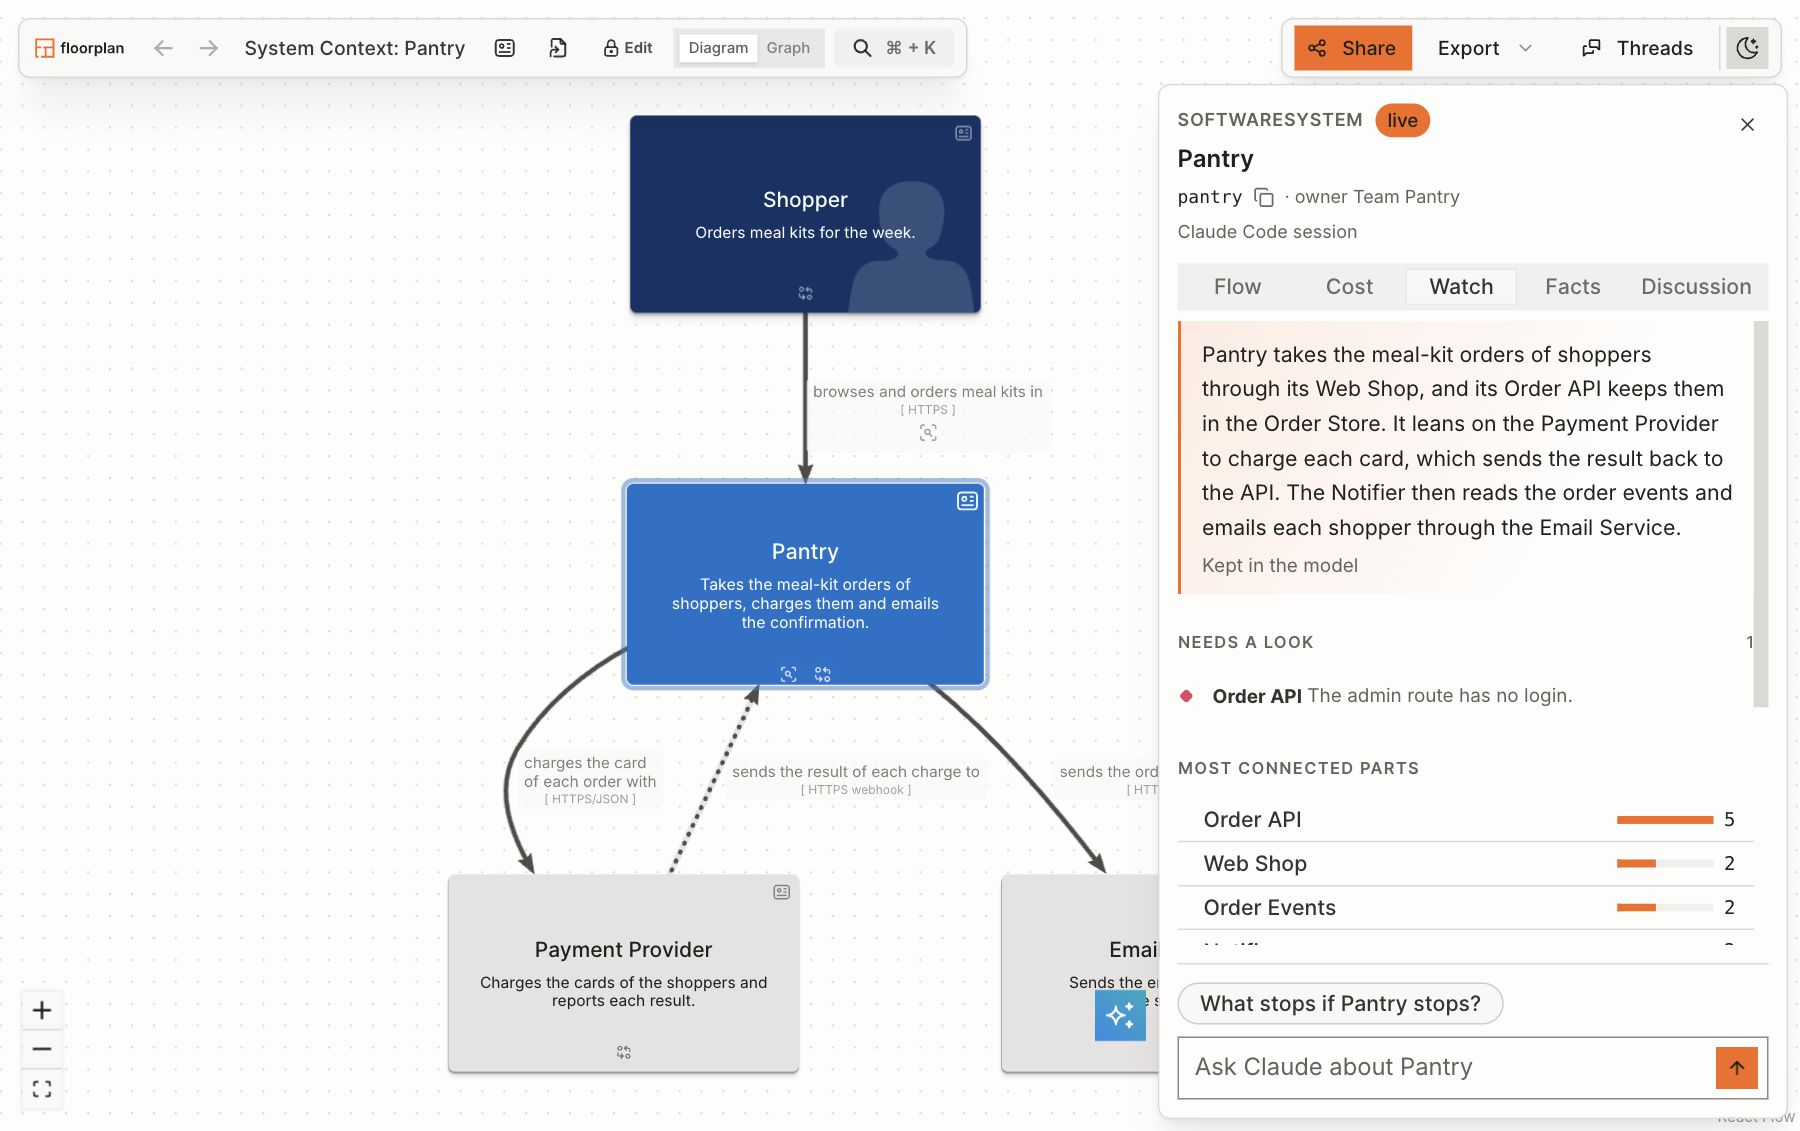 floorplan
System Context: Pantry
Edit
Diagram
Graph
⌘ + K
Share
Export
Threads
Shopper
Orders meal kits for the week.
browses and orders meal kits in
[ HTTPS ]
Pantry
Takes the meal-kit orders of
shoppers, charges them and emails
the confirmation.
charges the card
of each order with
[ HTTPS/JSON ]
sends the result of each charge to
[ HTTPS webhook ]
sends the
[ HTT
Payment Provider
Charges the cards of the shoppers and
reports each result.
Email
Sends the
SOFTWARESYSTEM
live
Pantry
pantry · owner Team Pantry
Claude Code session
Flow
Cost
Watch
Facts
Discussion
Pantry takes the meal-kit orders of shoppers
through its Web Shop, and its Order API keeps them
in the Order Store. It leans on the Payment Provider
to charge each card, which sends the result back to
the API. The Notifier then reads the order events and
emails each shopper through the Email Service.
Kept in the model
NEEDS A LOOK 1
Order API The admin route has no login.
MOST CONNECTED PARTS
Order API 5
Web Shop 2
Order Events 2
What stops if Pantry stops?
Ask Claude about Pantry
React Flow